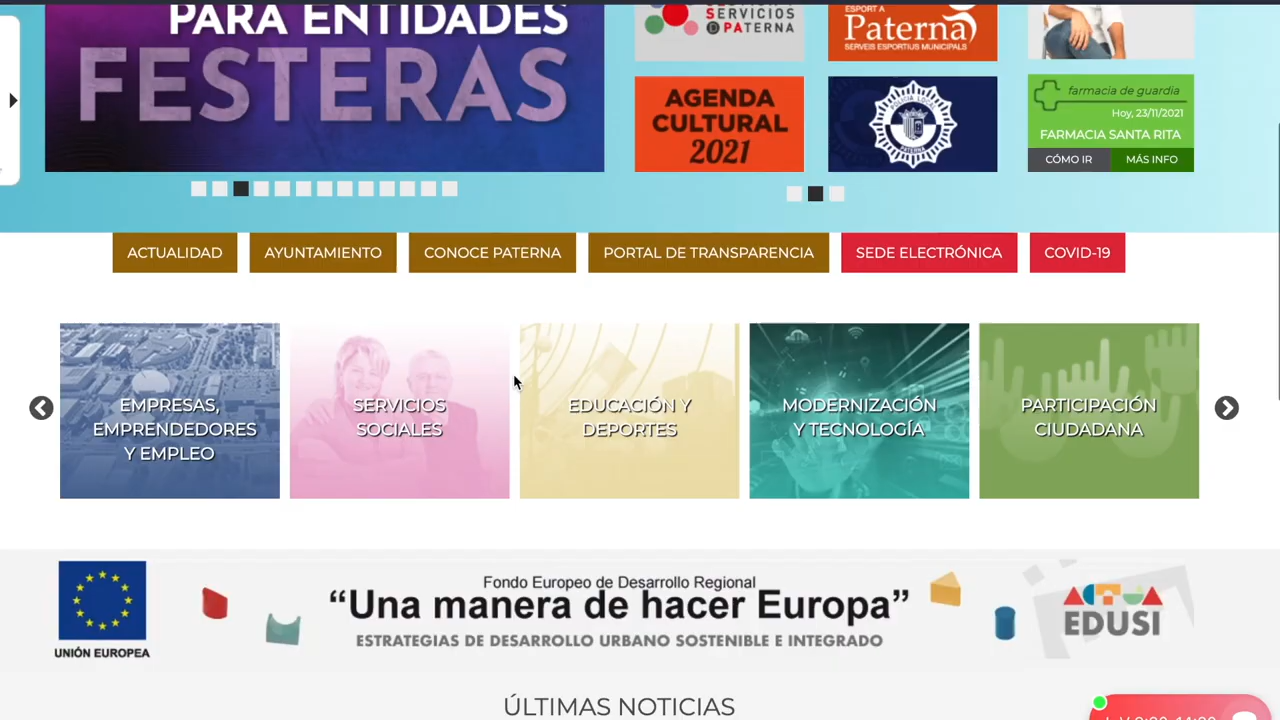 PARA ENTIDADES
FESTERAS
SERVICIOS
DPATERNA
ESPORT A
Paterna
SERVEIS ESPORTIUS MUNICIPALS
AGENDA
CULTURAL
2021
POLICIA LOCAL
PATERNA
farmacia de guardia
Hoy, 23/11/2021
FARMACIA SANTA RITA
CÓMO IR
MÁS INFO
ACTUALIDAD
AYUNTAMIENTO
CONOCE PATERNA
PORTAL DE TRANSPARENCIA
SEDE ELECTRÓNICA
COVID-19
EMPRESAS,
EMPRENDEDORES
Y EMPLEO
SERVICIOS
SOCIALES
EDUCACIÓN Y
DEPORTES
MODERNIZACIÓN
Y TECNOLOGÍA
PARTICIPACIÓN
CIUDADANA
UNIÓN EUROPEA
Fondo Europeo de Desarrollo Regional
“Una manera de hacer Europa”
ESTRATEGIAS DE DESARROLLO URBANO SOSTENIBLE E INTEGRADO
EDUSI
ÚLTIMAS NOTICIAS